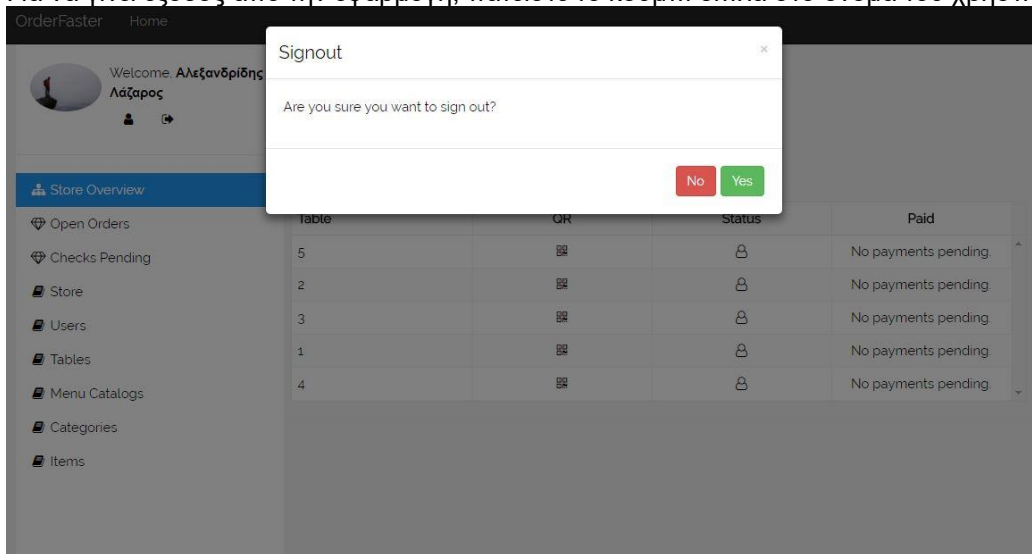 OrderFaster Home
Signout ×
Welcome, Αλεξανδρίδης
Λάζαρος
Are you sure you want to sign out?
No Yes
Store Overview
Open Orders
Checks Pending
Store
Users
Tables
Menu Catalogs
Categories
Items
Table QR Status Paid
5 No payments pending.
2 No payments pending.
3 No payments pending.
1 No payments pending.
4 No payments pending.